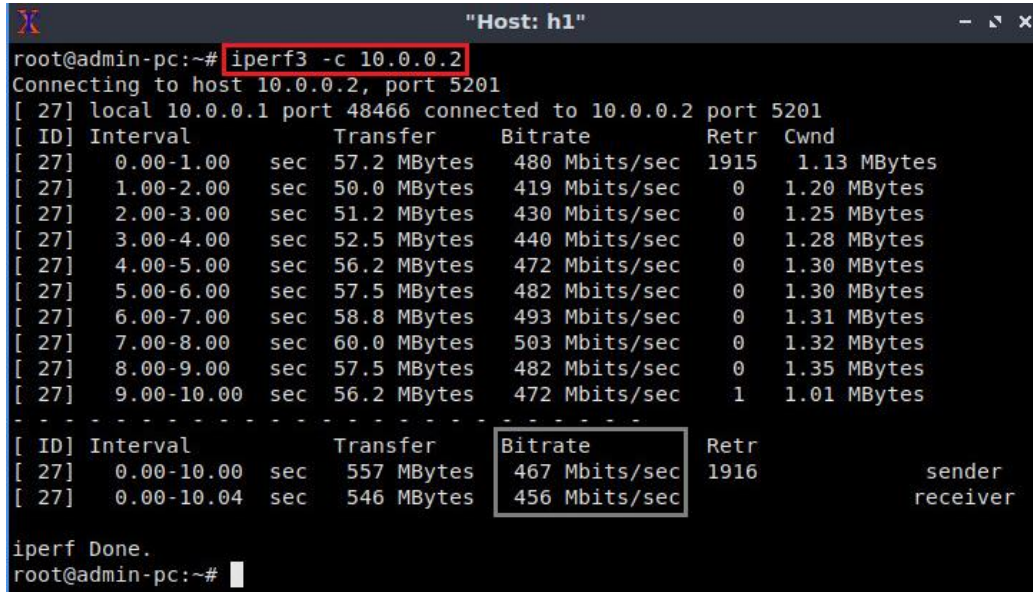 "Host: h1"
root@admin-pc:~# iperf3 -c 10.0.0.2
Connecting to host 10.0.0.2, port 5201
[ 27] local 10.0.0.1 port 48466 connected to 10.0.0.2 port 5201
[ ID] Interval Transfer Bitrate Retr Cwnd
[ 27] 0.00-1.00 sec 57.2 MBytes 480 Mbits/sec 1915 1.13 MBytes
[ 27] 1.00-2.00 sec 50.0 MBytes 419 Mbits/sec 0 1.20 MBytes
[ 27] 2.00-3.00 sec 51.2 MBytes 430 Mbits/sec 0 1.25 MBytes
[ 27] 3.00-4.00 sec 52.5 MBytes 440 Mbits/sec 0 1.28 MBytes
[ 27] 4.00-5.00 sec 56.2 MBytes 472 Mbits/sec 0 1.30 MBytes
[ 27] 5.00-6.00 sec 57.5 MBytes 482 Mbits/sec 0 1.30 MBytes
[ 27] 6.00-7.00 sec 58.8 MBytes 493 Mbits/sec 0 1.31 MBytes
[ 27] 7.00-8.00 sec 60.0 MBytes 503 Mbits/sec 0 1.32 MBytes
[ 27] 8.00-9.00 sec 57.5 MBytes 482 Mbits/sec 0 1.35 MBytes
[ 27] 9.00-10.00 sec 56.2 MBytes 472 Mbits/sec 1 1.01 MBytes
- - - - - - - - - - - - - - - - - - - - - - - - -
[ ID] Interval Transfer Bitrate Retr
[ 27] 0.00-10.00 sec 557 MBytes 467 Mbits/sec 1916 sender
[ 27] 0.00-10.04 sec 546 MBytes 456 Mbits/sec receiver
iperf Done.
root@admin-pc:~#